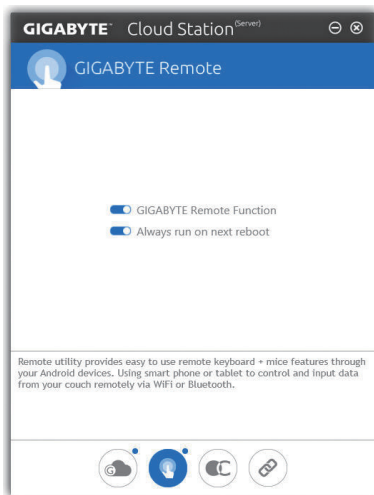 GIGABYTE™ Cloud Station (Server)
GIGABYTE Remote
GIGABYTE Remote Function
Always run on next reboot
Remote utility provides easy to use remote keyboard + mice features through
your Android devices. Using smart phone or tablet to control and input data
from your couch remotely via WiFi or Bluetooth.
G